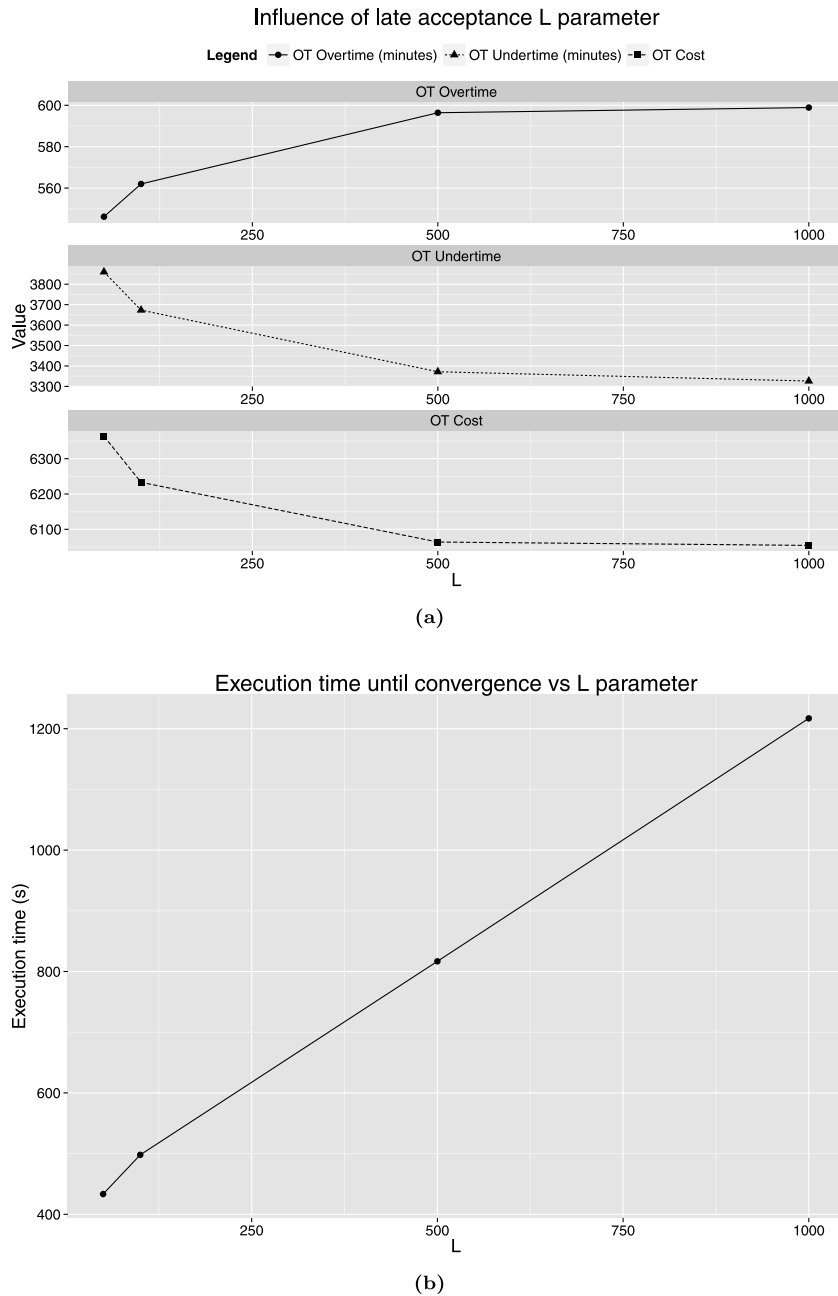 Influence of late acceptance L parameter
Legend OT Overtime (minutes) OT Undertime (minutes) OT Cost
OT Overtime
600
580
560
250 500 750 1000
OT Undertime
3800
3700
3600
3500
3400
3300
Value
250 500 750 1000
OT Cost
6300
6200
6100
250 500 750 1000
L
(a)
Execution time until convergence vs L parameter
1200
1000
800
600
400
Execution time (s)
250 500 750 1000
L
(b)